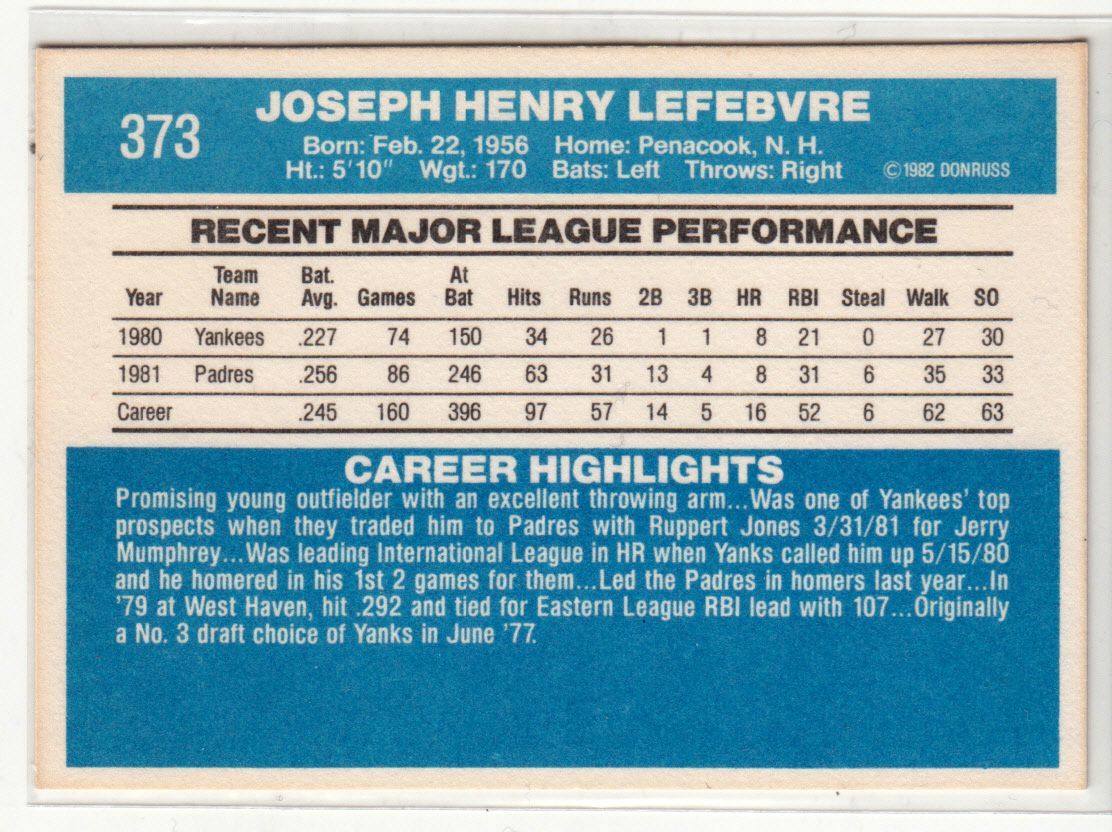 373
JOSEPH HENRY LEFEBVRE
Born: Feb. 22, 1956 Home: Penacook, N. H.
Ht.: 5'10" Wgt.: 170 Bats: Left Throws: Right
©1982 DONRUSS
RECENT MAJOR LEAGUE PERFORMANCE
Team Bat. At
Year Name Avg. Games Bat Hits Runs 2B 3B HR RBI Steal Walk SO
1980 Yankees .227 74 150 34 26 1 1 8 21 0 27 30
1981 Padres .256 86 246 63 31 13 4 8 31 6 35 33
Career .245 160 396 97 57 14 5 16 52 6 62 63
CAREER HIGHLIGHTS
Promising young outfielder with an excellent throwing arm...Was one of Yankees' top
prospects when they traded him to Padres with Ruppert Jones 3/31/81 for Jerry
Mumphrey...Was leading International League in HR when Yanks called him up 5/15/80
and he homered in his 1st 2 games for them...Led the Padres in homers last year...In
'79 at West Haven, hit .292 and tied for Eastern League RBI lead with 107...Originally
a No. 3 draft choice of Yanks in June '77.